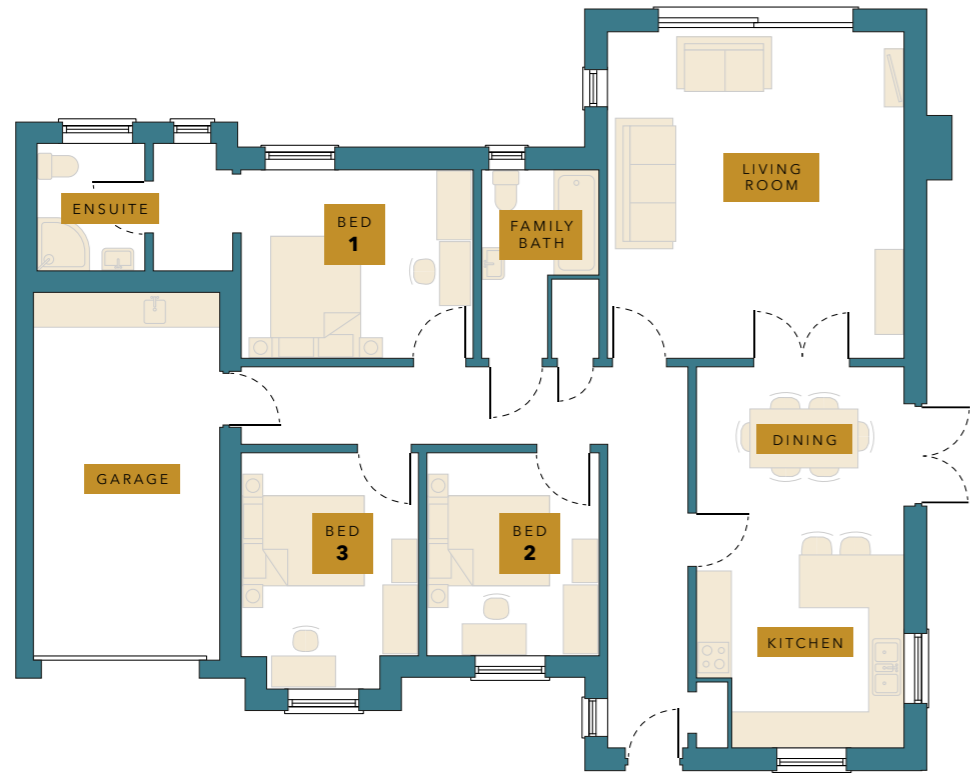 LIVING
ROOM
ENSUITE
BED
1
FAMILY
BATH
DINING
GARAGE
BED
3
BED
2
KITCHEN